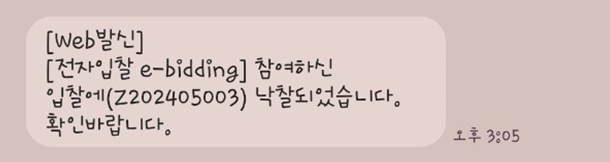 [Web발신]
[전자입찰 e-bidding] 참여하신
입찰에(Z202405003) 낙찰되었습니다.
확인바랍니다.
오후 3:05